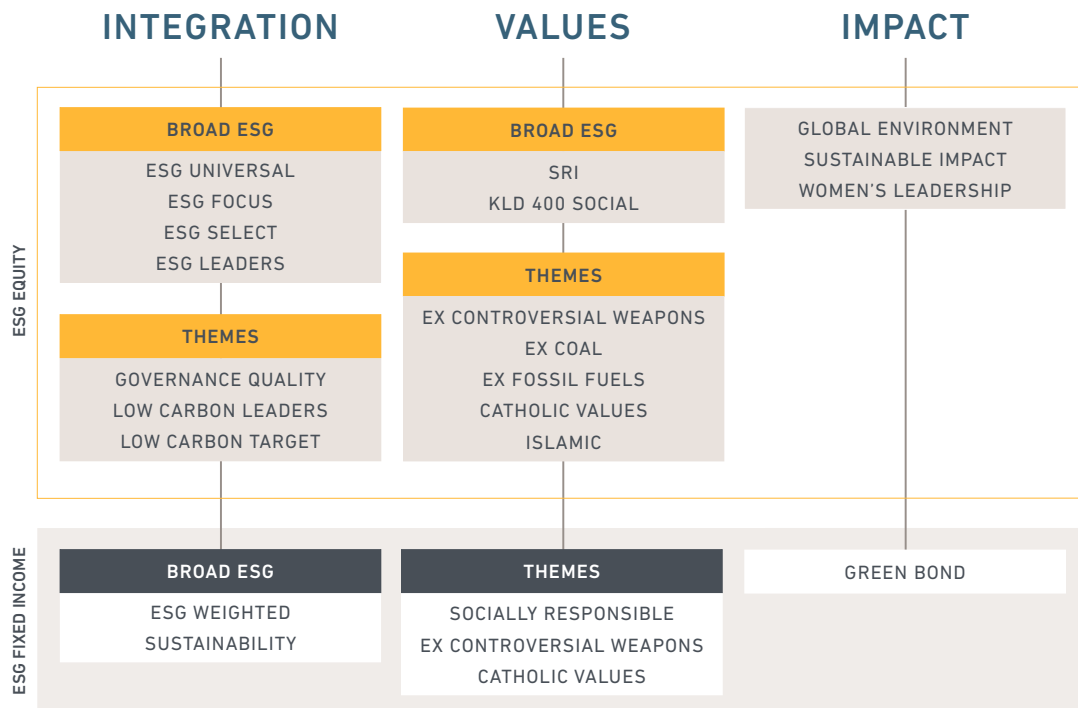 INTEGRATION
VALUES
IMPACT
ESG EQUITY
BROAD ESG
ESG UNIVERSAL
ESG FOCUS
ESG SELECT
ESG LEADERS
THEMES
GOVERNANCE QUALITY
LOW CARBON LEADERS
LOW CARBON TARGET
BROAD ESG
SRI
KLD 400 SOCIAL
THEMES
EX CONTROVERSIAL WEAPONS
EX COAL
EX FOSSIL FUELS
CATHOLIC VALUES
ISLAMIC
GLOBAL ENVIRONMENT
SUSTAINABLE IMPACT
WOMEN'S LEADERSHIP
ESG FIXED INCOME
BROAD ESG
ESG WEIGHTED
SUSTAINABILITY
THEMES
SOCIALLY RESPONSIBLE
EX CONTROVERSIAL WEAPONS
CATHOLIC VALUES
GREEN BOND